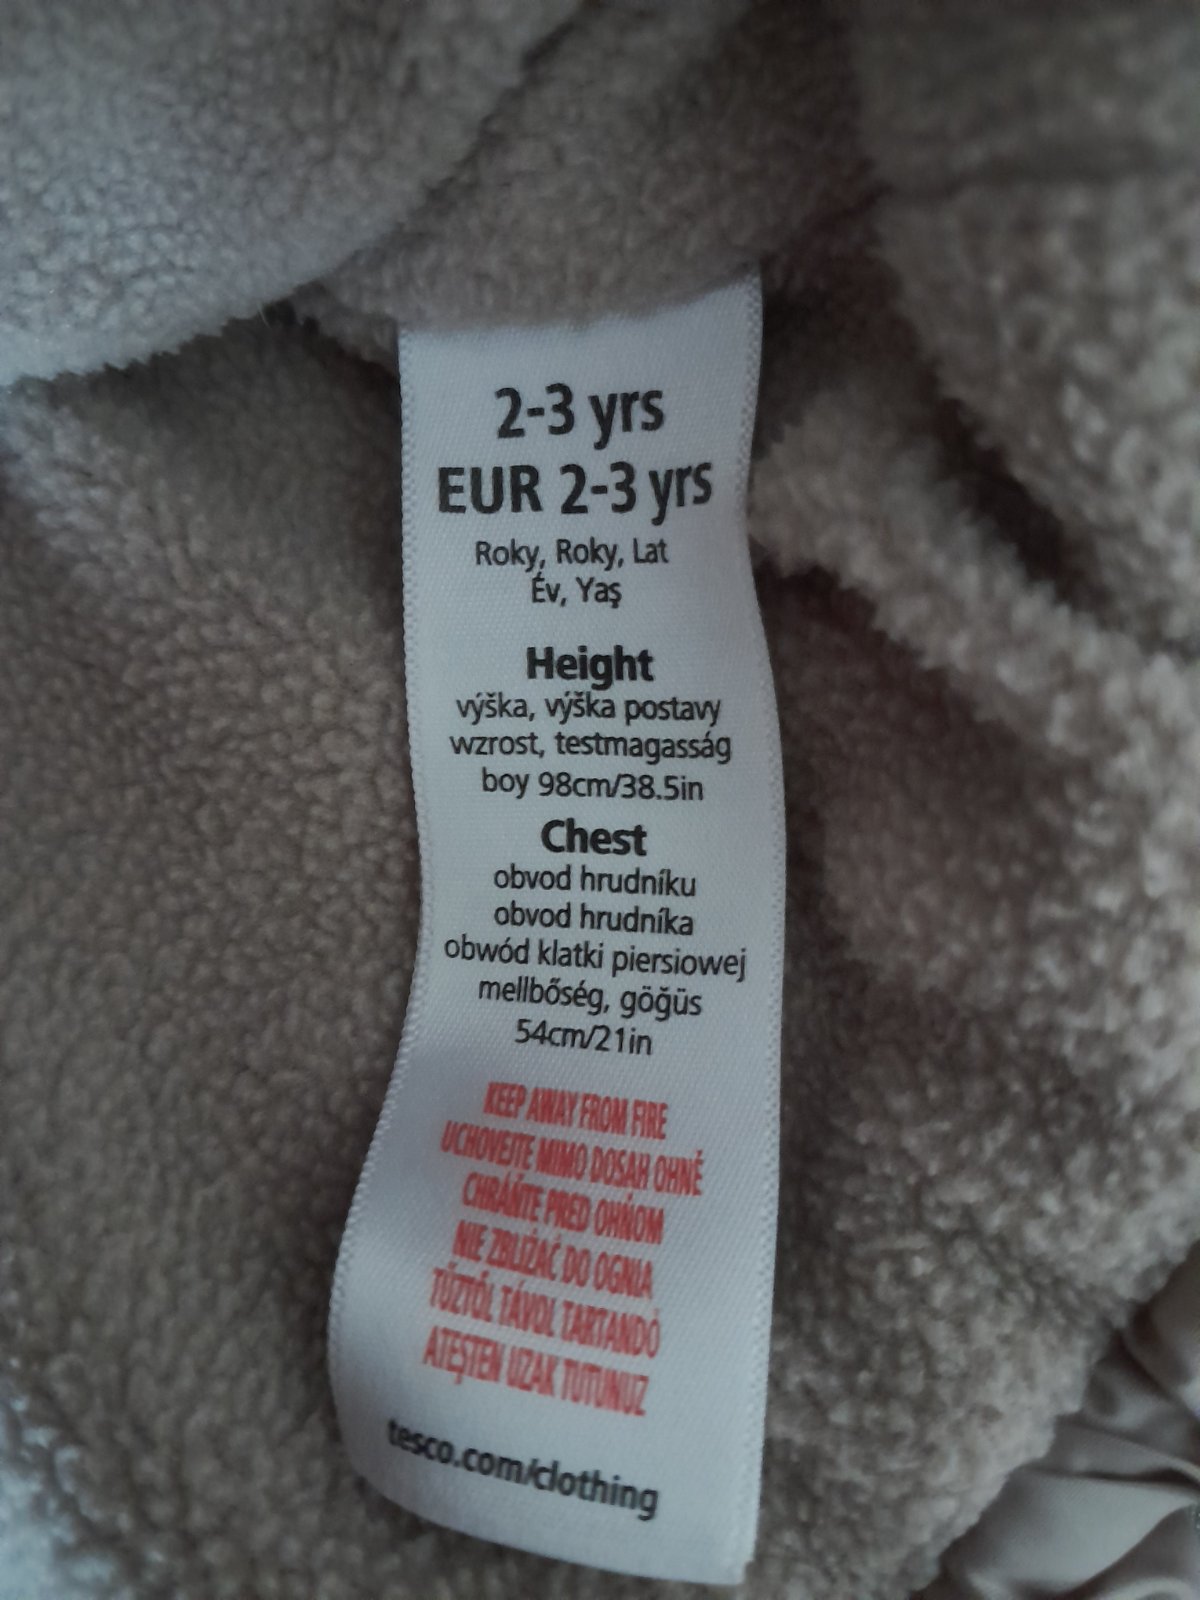 2-3 yrs
EUR 2-3 yrs
Roky, Roky, Lat
Év, Yaş
Height
výška, výška postavy
wzrost, testmagasság
boy 98cm/38.5in
Chest
obvod hrudníku
obvod hrudníka
obwód klatki piersiowej
mellbőség, göğüs
54cm/21in
KEEP AWAY FROM FIRE
UCHOVEJTE MIMO DOSAH OHNĚ
CHRÁŇTE PRED OHŇOM
NIE ZBLIŻAĆ DO OGNIA
TŰZTŐL TÁVOL TARTANDÓ
ATEŞTEN UZAK TUTUNUZ
tesco.com/clothing